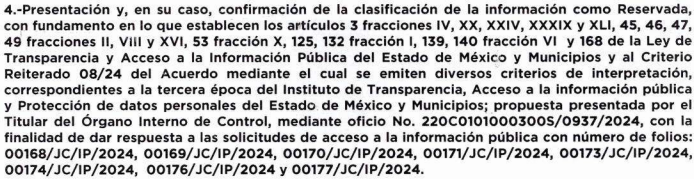 4.-Presentación y, en su caso, confirmación de la clasificación de la información como Reservada,
con fundamento en lo que establecen los artículos 3 fracciones IV, XX, XXIV, XXXIX y XLI, 45, 46, 47,
49 fracciones II, VIII y XVI, 53 fracción X, 125, 132 fracción I, 139, 140 fracción VI y 168 de la Ley de
Transparencia y Acceso a la Información Pública del Estado de México y Municipios y al Criterio
Reiterado 08/24 del Acuerdo mediante el cual se emiten diversos criterios de interpretación,
correspondientes a la tercera época del Instituto de Transparencia, Acceso a la información pública
y Protección de datos personales del Estado de México y Municipios; propuesta presentada por el
Titular del Órgano Interno de Control, mediante oficio No. 220C0101000300S/0937/2024, con la
finalidad de dar respuesta a las solicitudes de acceso a la información pública con número de folios:
00168/JC/IP/2024, 00169/JC/IP/2024, 00170/JC/IP/2024, 00171/JC/IP/2024, 00173/JC/IP/2024,
00174/JC/IP/2024, 00176/JC/IP/2024 y 00177/JC/IP/2024.